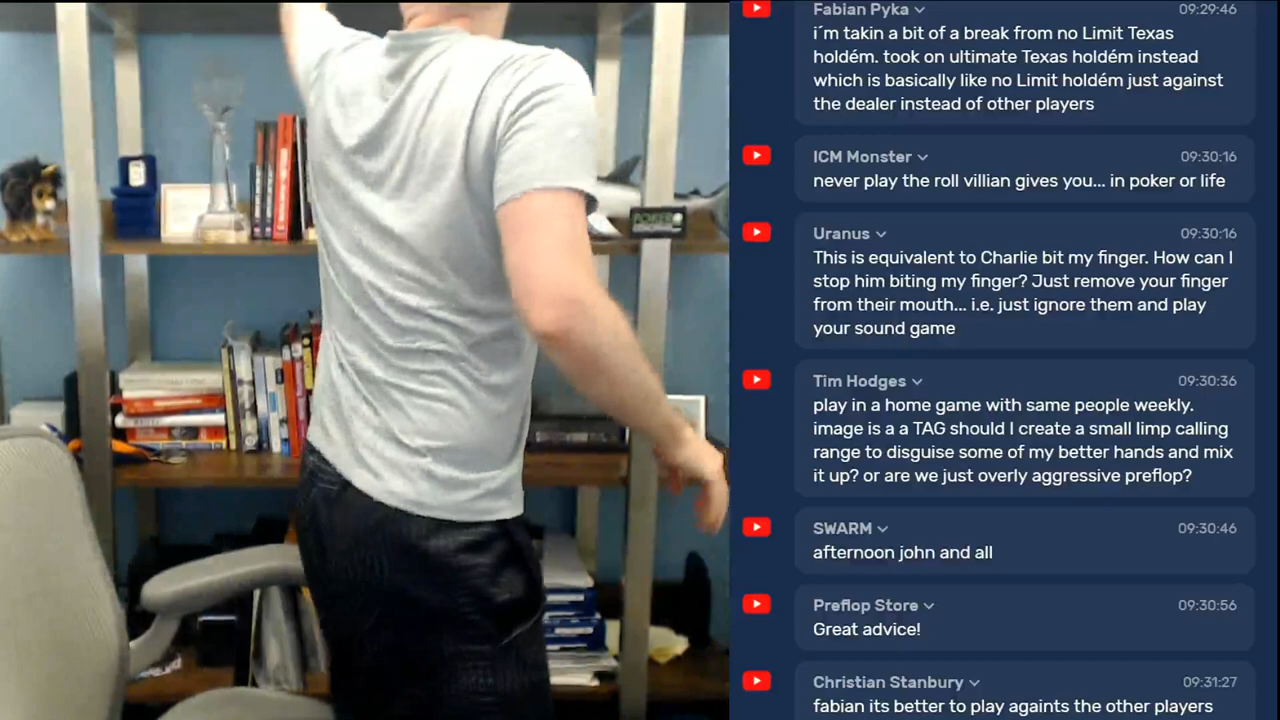 Fabian Pyka
09:29:46
i´m takin a bit of a break from no Limit Texas
holdém. took on ultimate Texas holdém instead
which is basically like no Limit holdém just against
the dealer instead of other players
ICM Monster
09:30:16
never play the roll villian gives you... in poker or life
Uranus
09:30:16
This is equivalent to Charlie bit my finger. How can I
stop him biting my finger? Just remove your finger
from their mouth... i.e. just ignore them and play
your sound game
Tim Hodges
09:30:36
play in a home game with same people weekly.
image is a a TAG should I create a small limp calling
range to disguise some of my better hands and mix
it up? or are we just overly aggressive preflop?
SWARM
09:30:46
afternoon john and all
Preflop Store
09:30:56
Great advice!
Christian Stanbury
09:31:27
fabian its better to play againts the other players
POKER